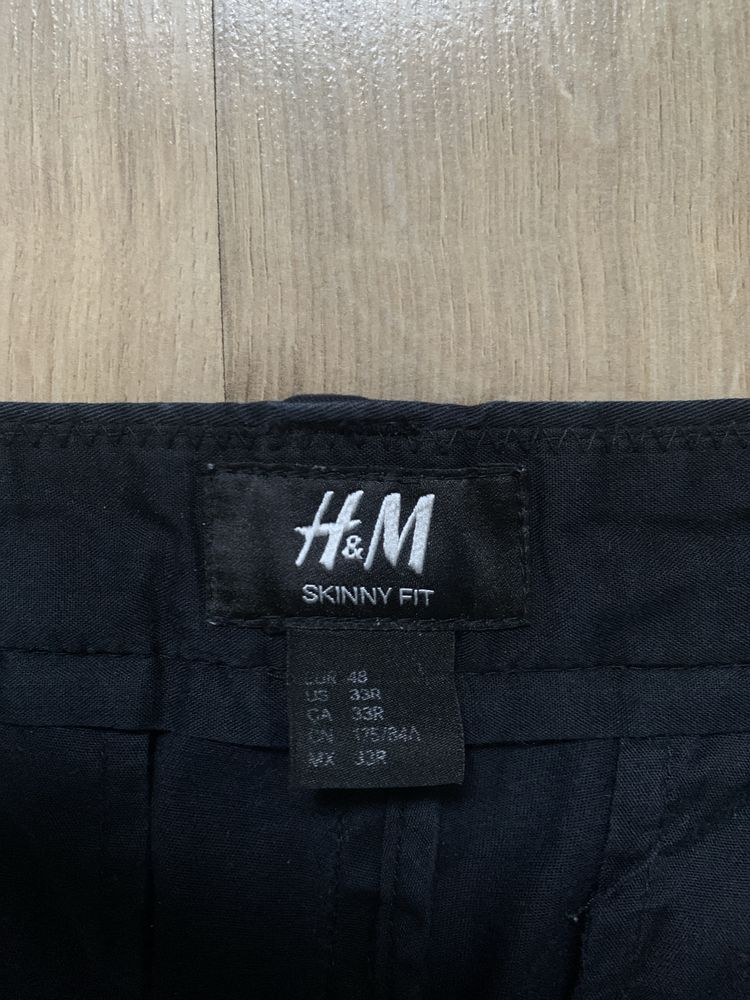 H&M
SKINNY FIT
EUR 48
US 33R
CA 33R
CN 175/84A
MX 33R